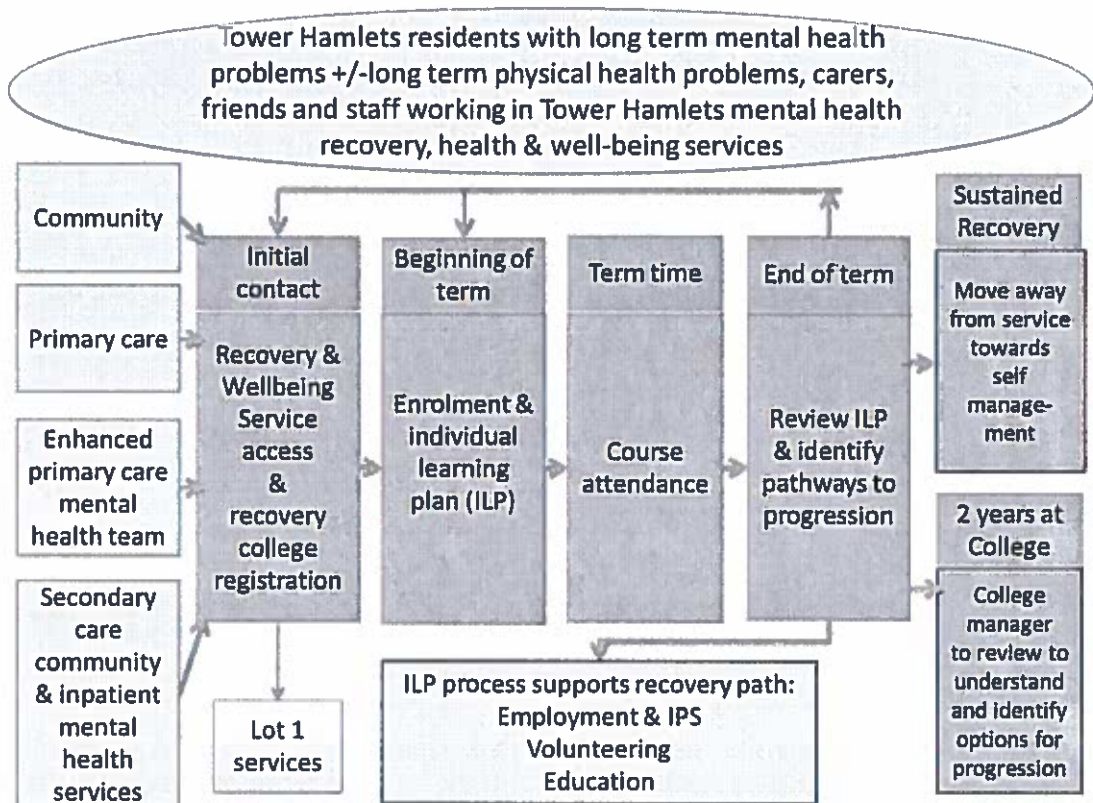 Tower Hamlets residents with long term mental health
problems +/-long term physical health problems, carers,
friends and staff working in Tower Hamlets mental health
recovery, health & well-being services
Community
Primary care
Enhanced
primary care
mental
health team
Secondary
care
community
& inpatient
mental
health
services
Initial
contact
Recovery &
Wellbeing
Service
access
&
recovery
college
registration
Lot 1
services
Beginning of
term
Enrolment &
individual
learning
plan (ILP)
Term time
Course
attendance
End of term
Review ILP
& identify
pathways to
progression
ILP process supports recovery path:
Employment & IPS
Volunteering
Education
Sustained
Recovery
Move away
from service
towards
self
manage-
ment
2 years at
College
College
manager
to review to
understand
and identify
options for
progression